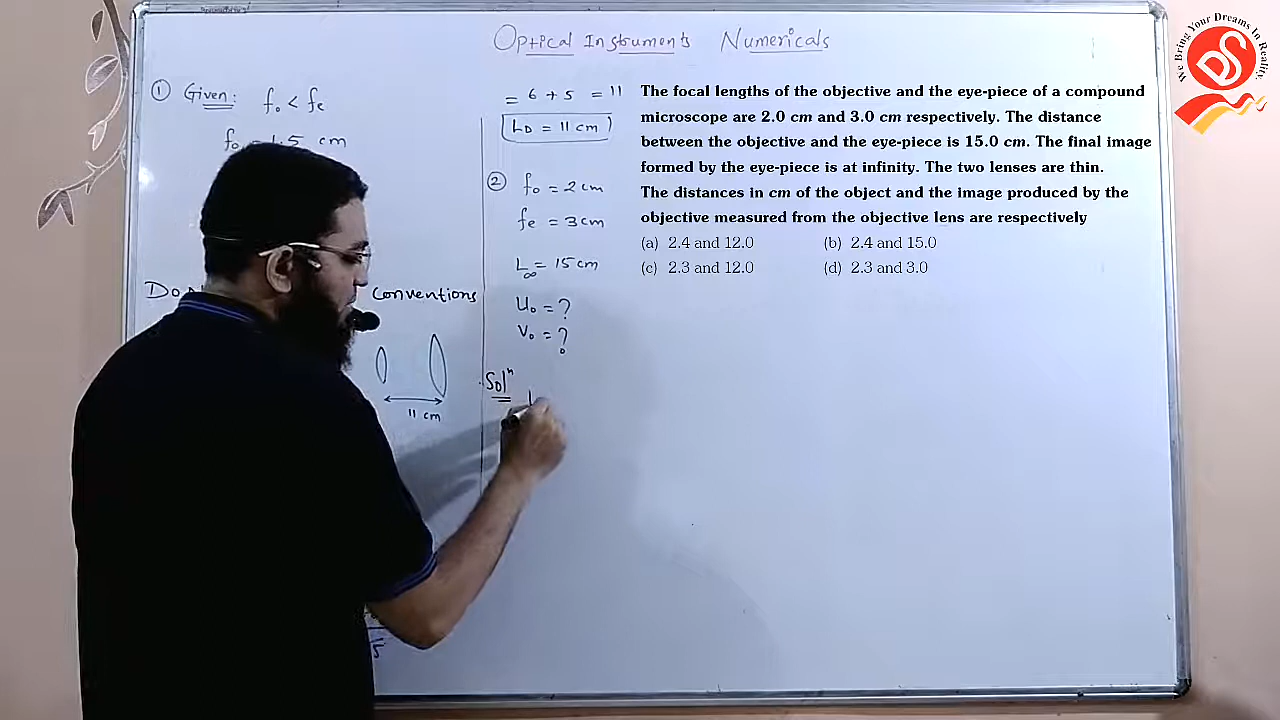 Optical Instruments Numericals
① Given: fo < fe
5 cm
conventions
11 cm
= 6 + 5 = 11
LD = 11 cm
② fo = 2 cm
fe = 3 cm
L∞ = 15 cm
Uo = ?
Vo = ?
Solⁿ
The focal lengths of the objective and the eye-piece of a compound
microscope are 2.0 cm and 3.0 cm respectively. The distance
between the objective and the eye-piece is 15.0 cm. The final image
formed by the eye-piece is at infinity. The two lenses are thin.
The distances in cm of the object and the image produced by the
objective measured from the objective lens are respectively
(a) 2.4 and 12.0 (b) 2.4 and 15.0
(c) 2.3 and 12.0 (d) 2.3 and 3.0
We Bring Your Dreams In Reality
DS